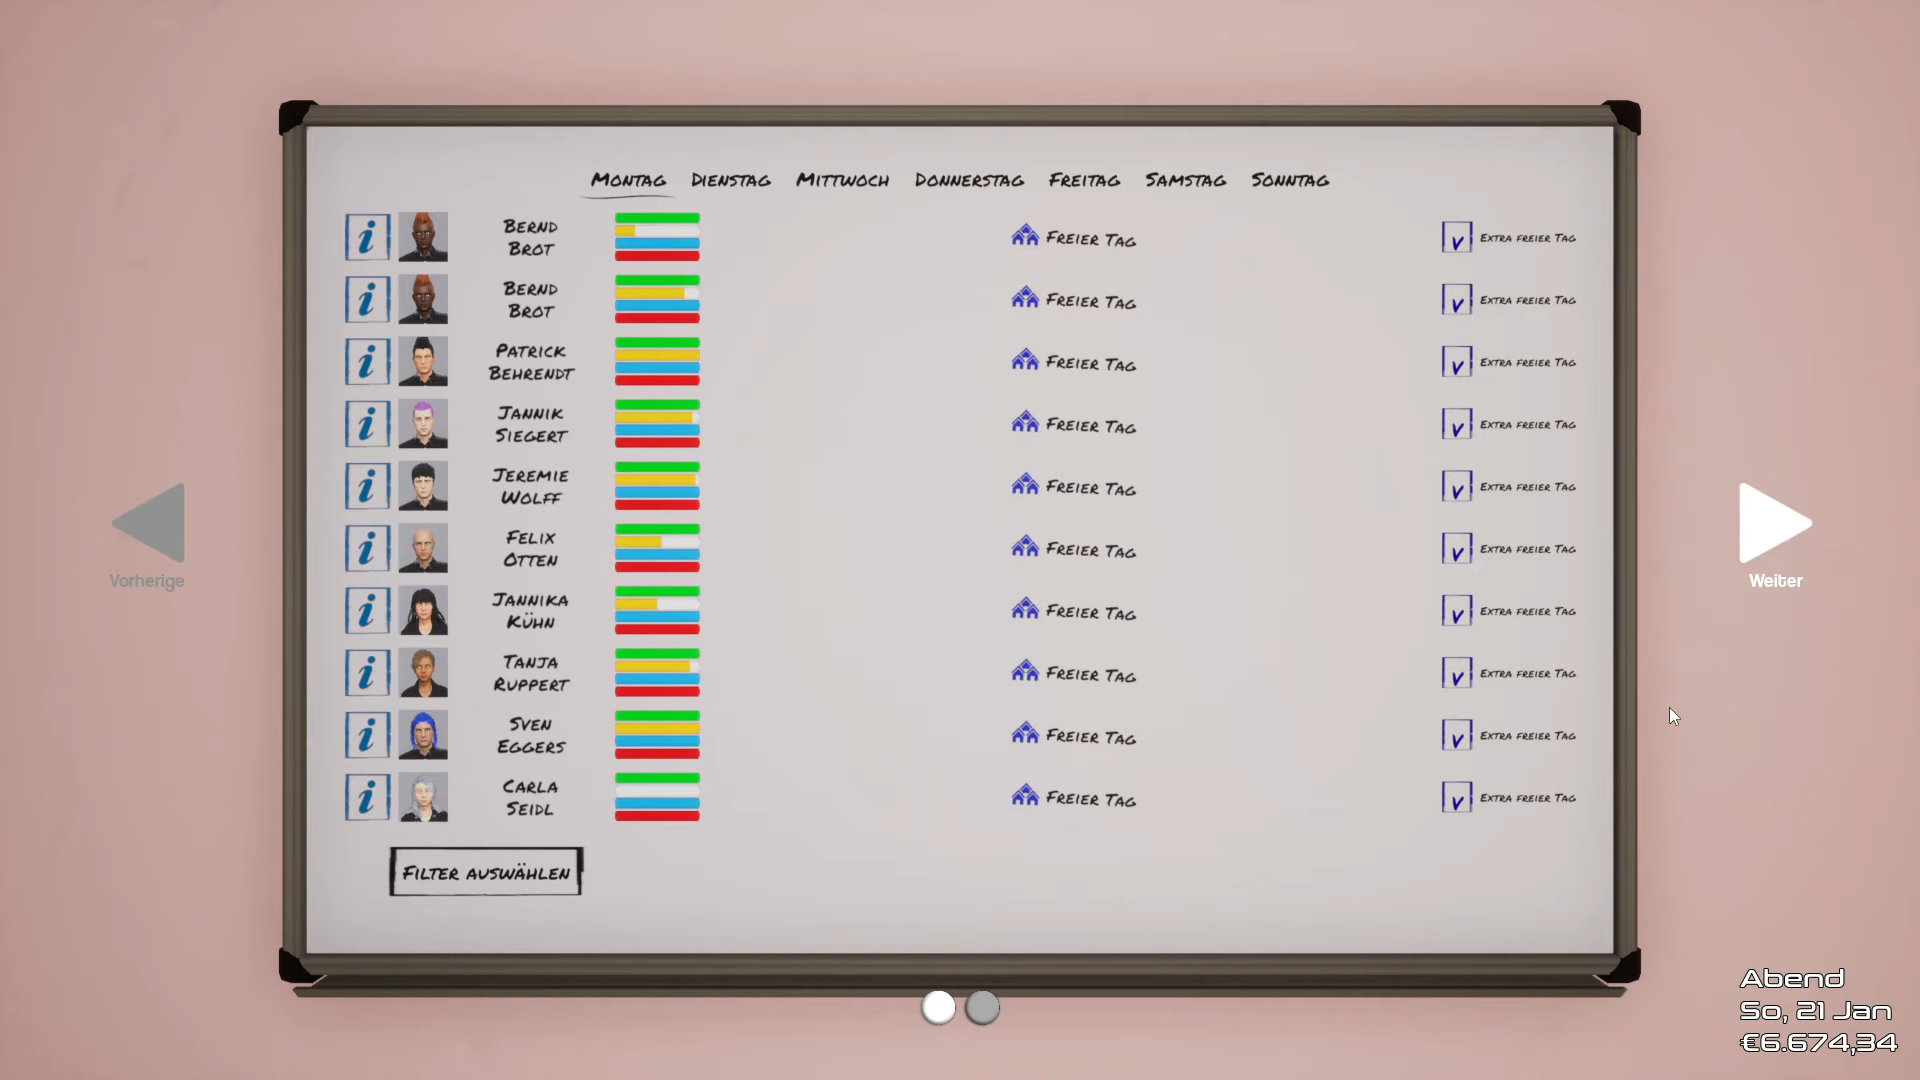 Montag Dienstag Mittwoch Donnerstag Freitag Samstag Sonntag
Bernd
Brot
Freier Tag
Extra freier Tag
Bernd
Brot
Freier Tag
Extra freier Tag
Patrick
Behrendt
Freier Tag
Extra freier Tag
Jannik
Siegert
Freier Tag
Extra freier Tag
Jeremie
Wolff
Freier Tag
Extra freier Tag
Felix
Otten
Freier Tag
Extra freier Tag
Jannika
Kühn
Freier Tag
Extra freier Tag
Tanja
Ruppert
Freier Tag
Extra freier Tag
Sven
Eggers
Freier Tag
Extra freier Tag
Carla
Seidl
Freier Tag
Extra freier Tag
Filter auswählen
Vorherige
Weiter
Abend
So, 21 Jan
€6.674,34